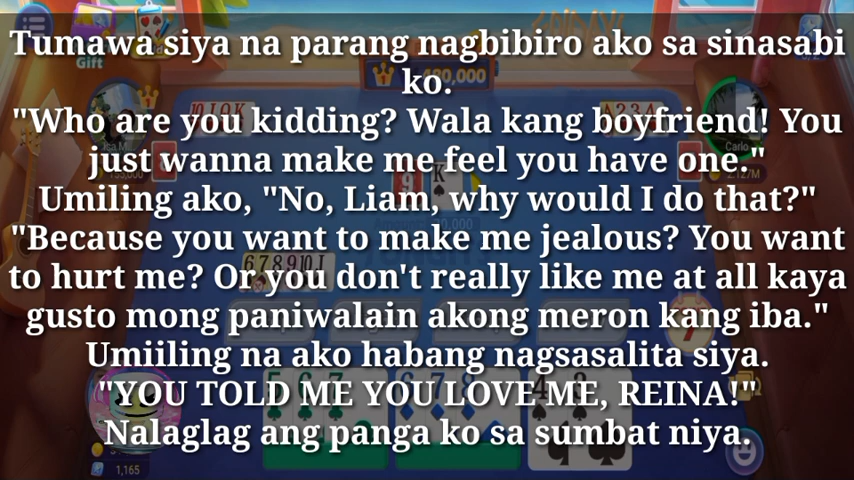 Tumawa siya na parang nagbibiro ako sa sinasabi
ko.
"Who are you kidding? Wala kang boyfriend! You
just wanna make me feel you have one."
Umiling ako, "No, Liam, why would I do that?"
"Because you want to make me jealous? You want
to hurt me? Or you don't really like me at all kaya
gusto mong paniwalain akong meron kang iba."
Umiiling na ako habang nagsasalita siya.
"YOU TOLD ME YOU LOVE ME, REINA!"
Nalaglag ang panga ko sa sumbat niya.
Gift
Carlo
1,165